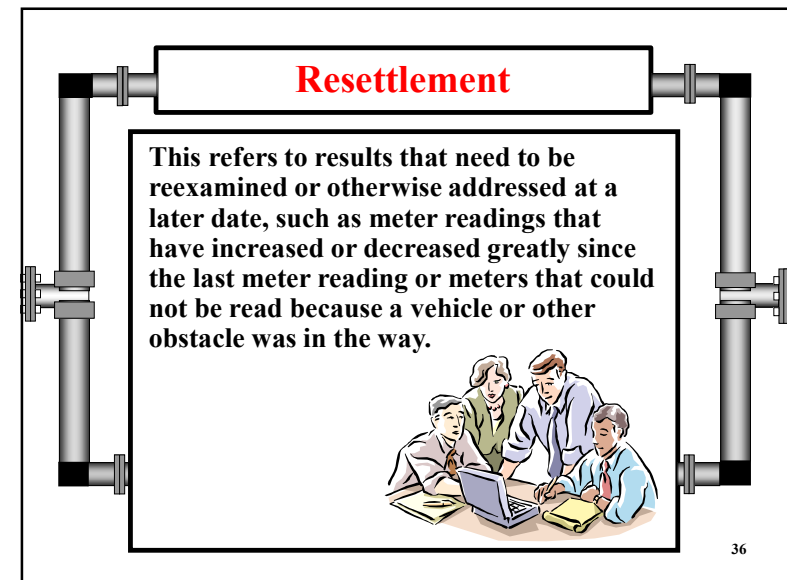 Resettlement
This refers to results that need to be
reexamined or otherwise addressed at a
later date, such as meter readings that
have increased or decreased greatly since
the last meter reading or meters that could
not be read because a vehicle or other
obstacle was in the way.
36